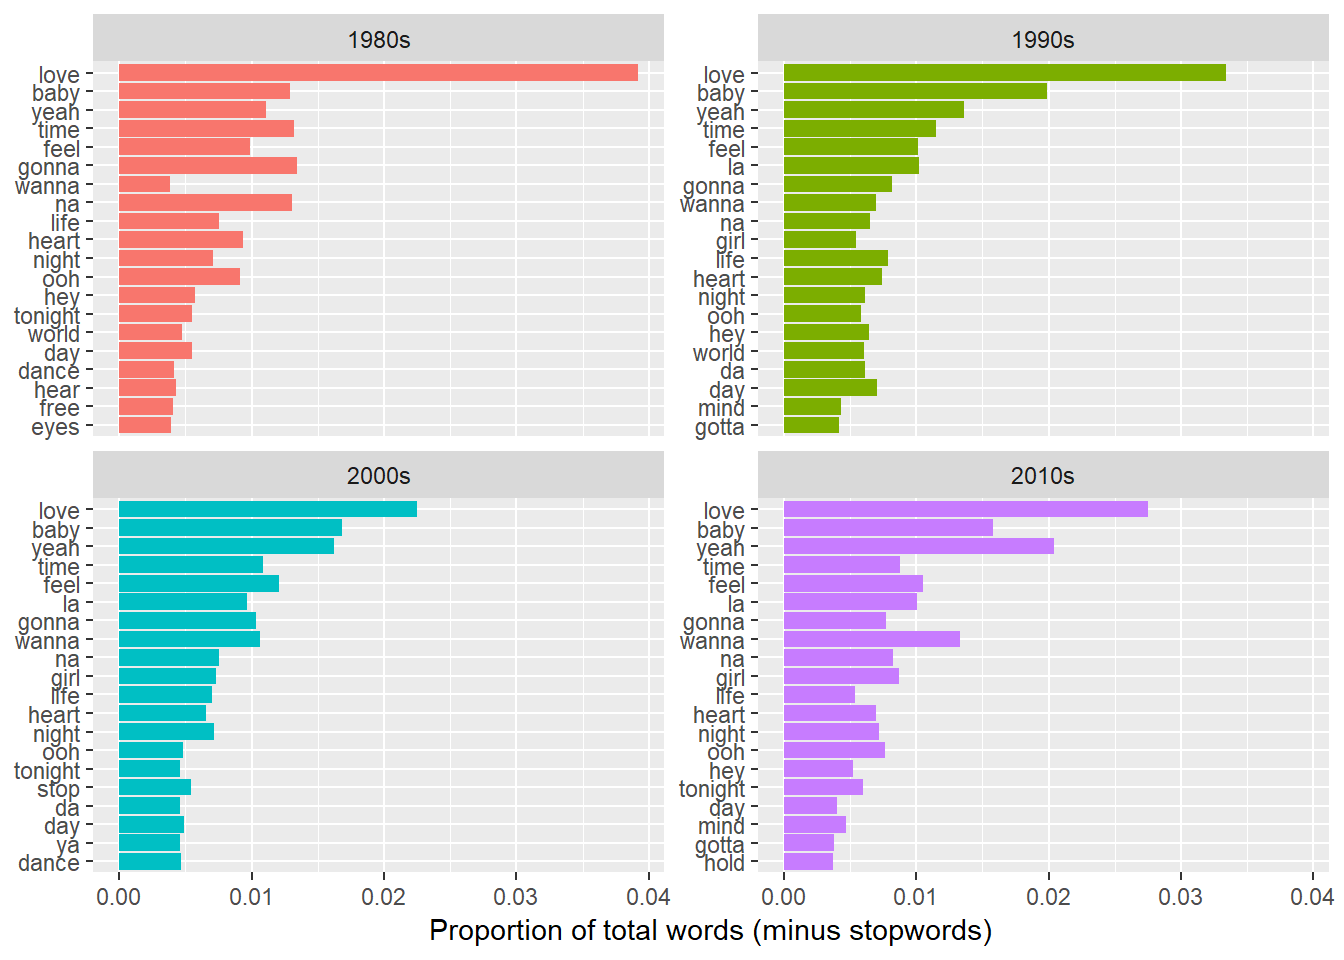 1980s
love
baby
yeah
time
feel
gonna
wanna
na
life
heart
night
ooh
hey
tonight
world
day
dance
hear
free
eyes
1990s
love
baby
yeah
time
feel
la
gonna
wanna
na
girl
life
heart
night
ooh
hey
world
da
day
mind
gotta
2000s
love
baby
yeah
time
feel
la
gonna
wanna
na
girl
life
heart
night
ooh
tonight
stop
da
day
ya
dance
0.00 0.01 0.02 0.03 0.04
2010s
love
baby
yeah
time
feel
la
gonna
wanna
na
girl
life
heart
night
ooh
hey
tonight
day
mind
gotta
hold
0.00 0.01 0.02 0.03 0.04
Proportion of total words (minus stopwords)